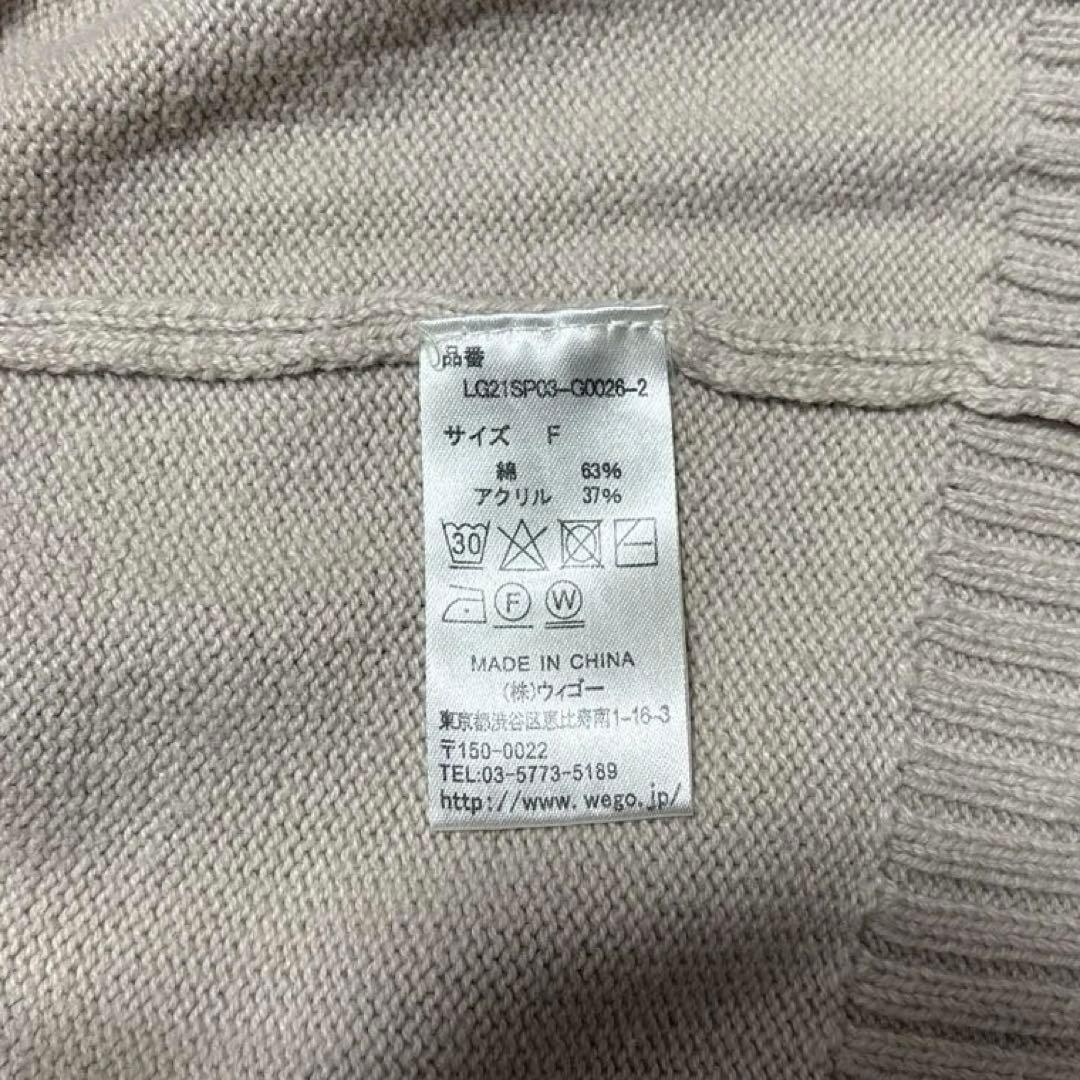 品番
LG21SP03-G0026-2
サイズ F
綿 63%
アクリル 37%
30
F W
MADE IN CHINA
(株)ウィゴー
東京都渋谷区恵比寿南1-16-3
〒150-0022
TEL:03-5773-5189
http://www.wego.jp/